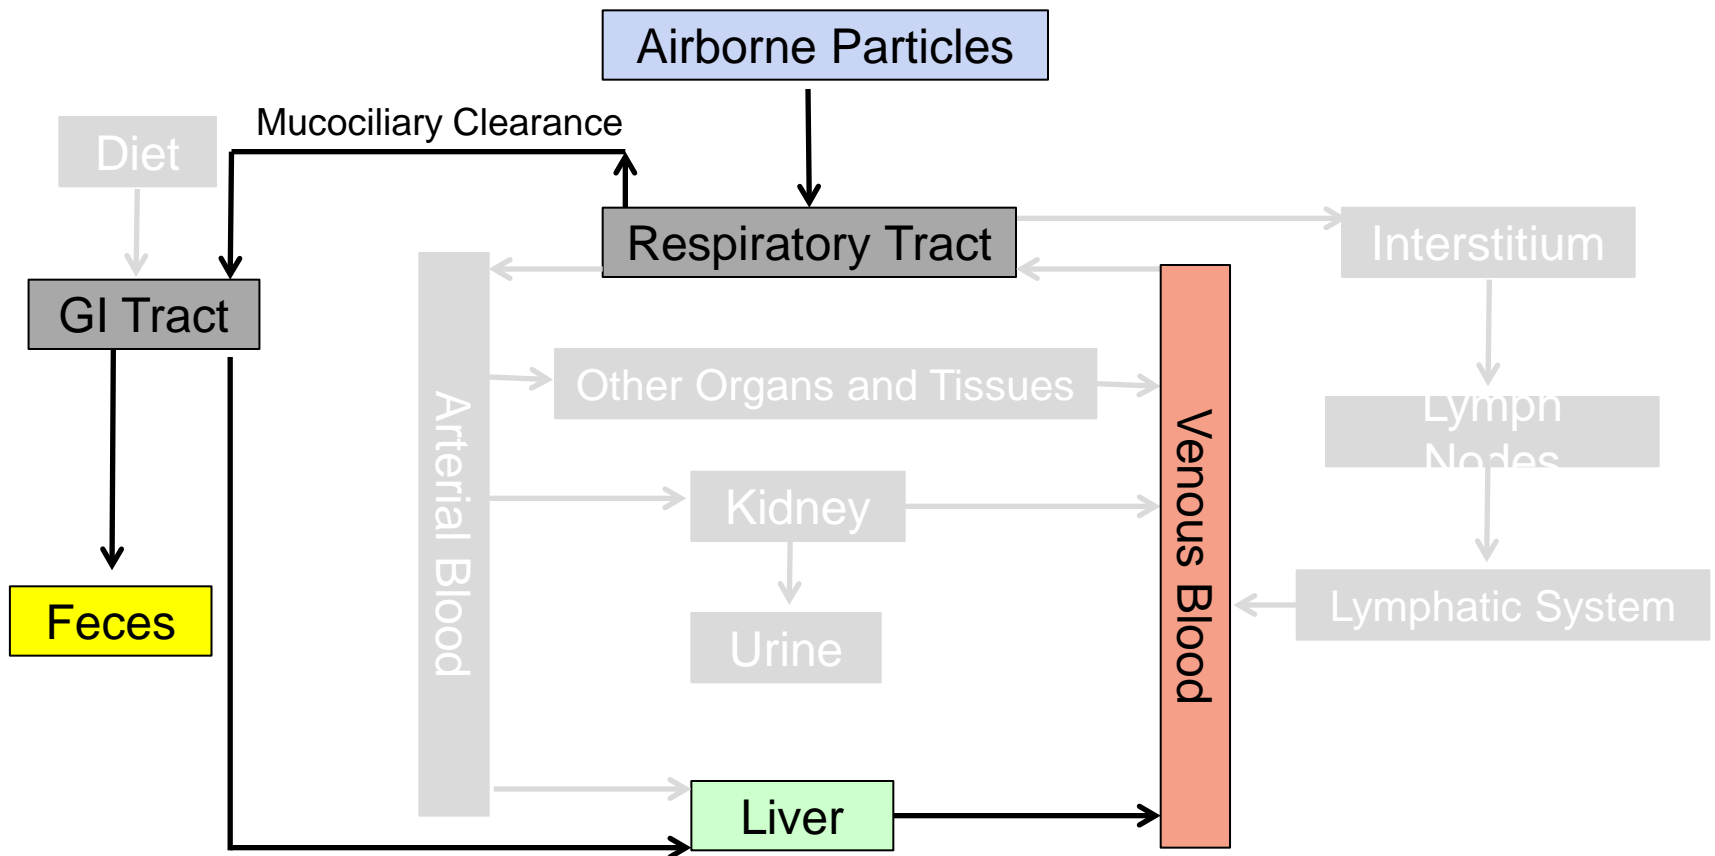 Airborne Particles
Mucociliary Clearance
Diet
Respiratory Tract
Interstitium
GI Tract
Other Organs and Tissues
Arterial Blood
Venous Blood
Lymph
Nodes
Kidney
Feces
Urine
Lymphatic System
Liver